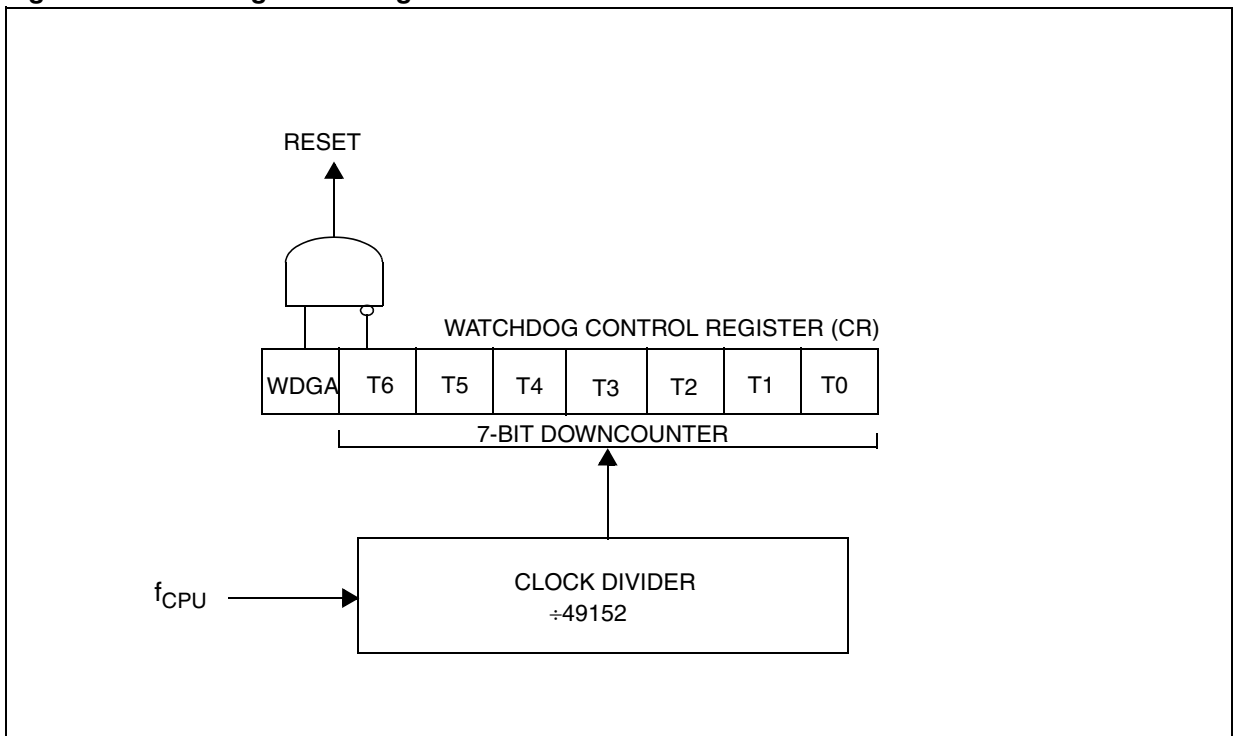 RESET
WATCHDOG CONTROL REGISTER (CR)
WDGA T6 T5 T4 T3 T2 T1 T0
7-BIT DOWNCOUNTER
fCPU
CLOCK DIVIDER
÷49152